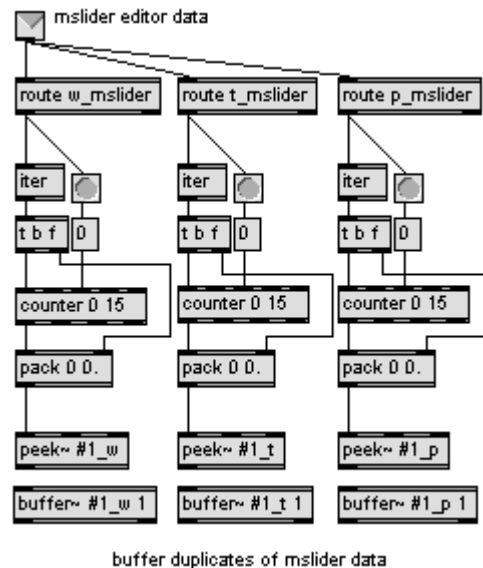 mslider editor data
route w_mslider route t_mslider route p_mslider
iter iter iter
t b f 0 t b f 0 t b f 0
counter 0 15 counter 0 15 counter 0 15
pack 0 0. pack 0 0. pack 0 0.
peek~ #1_w peek~ #1_t peek~ #1_p
buffer~ #1_w 1 buffer~ #1_t 1 buffer~ #1_p 1
buffer duplicates of mslider data